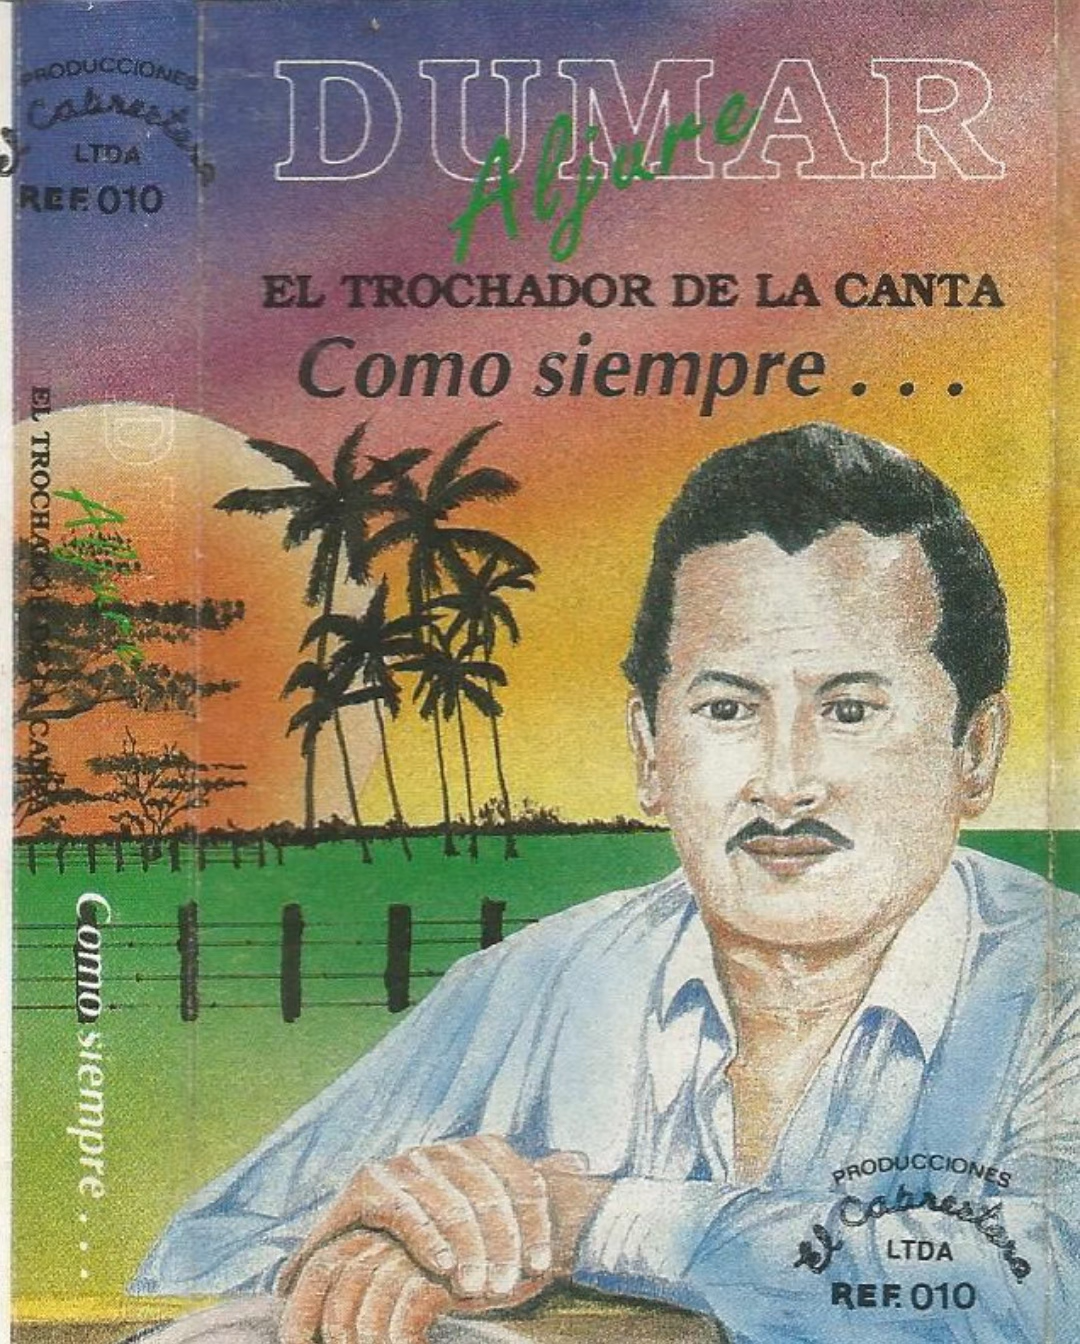 PRODUCCIONES
El Cabrestero
LTDA
REF. 010
EL TROCHADOR DE LA CANTA
D
Aljure
Como siempre . . .
DUMAR
Aljure
EL TROCHADOR DE LA CANTA
Como siempre . . .
PRODUCCIONES
El Cabrestero
LTDA
REF. 010